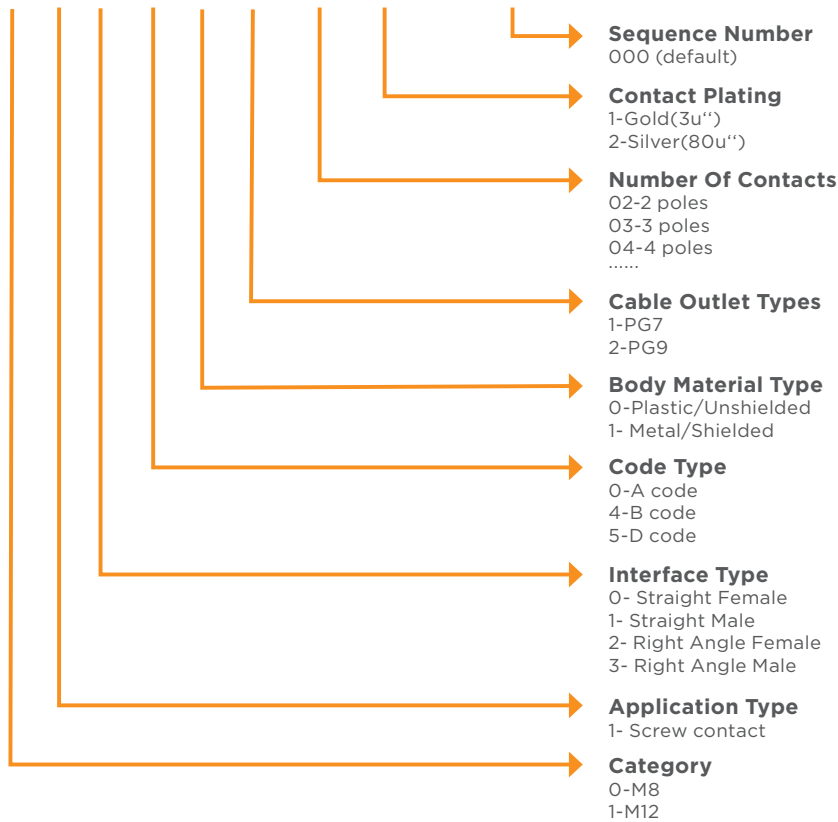 Sequence Number
000 (default)
Contact Plating
1-Gold(3u‘‘)
2-Silver(80u‘‘)
Number Of Contacts
02-2 poles
03-3 poles
04-4 poles
......
Cable Outlet Types
1-PG7
2-PG9
Body Material Type
0-Plastic/Unshielded
1- Metal/Shielded
Code Type
0-A code
4-B code
5-D code
Interface Type
0- Straight Female
1- Straight Male
2- Right Angle Female
3- Right Angle Male
Application Type
1- Screw contact
Category
0-M8
1-M12